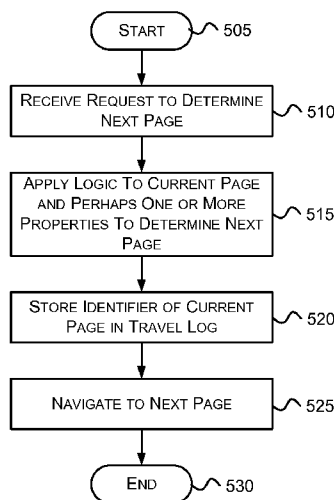 START
505
RECEIVE REQUEST TO DETERMINE
NEXT PAGE
510
APPLY LOGIC TO CURRENT PAGE
AND PERHAPS ONE OR MORE
PROPERTIES TO DETERMINE NEXT
PAGE
515
STORE IDENTIFIER OF CURRENT
PAGE IN TRAVEL LOG
520
NAVIGATE TO NEXT PAGE
525
END
530